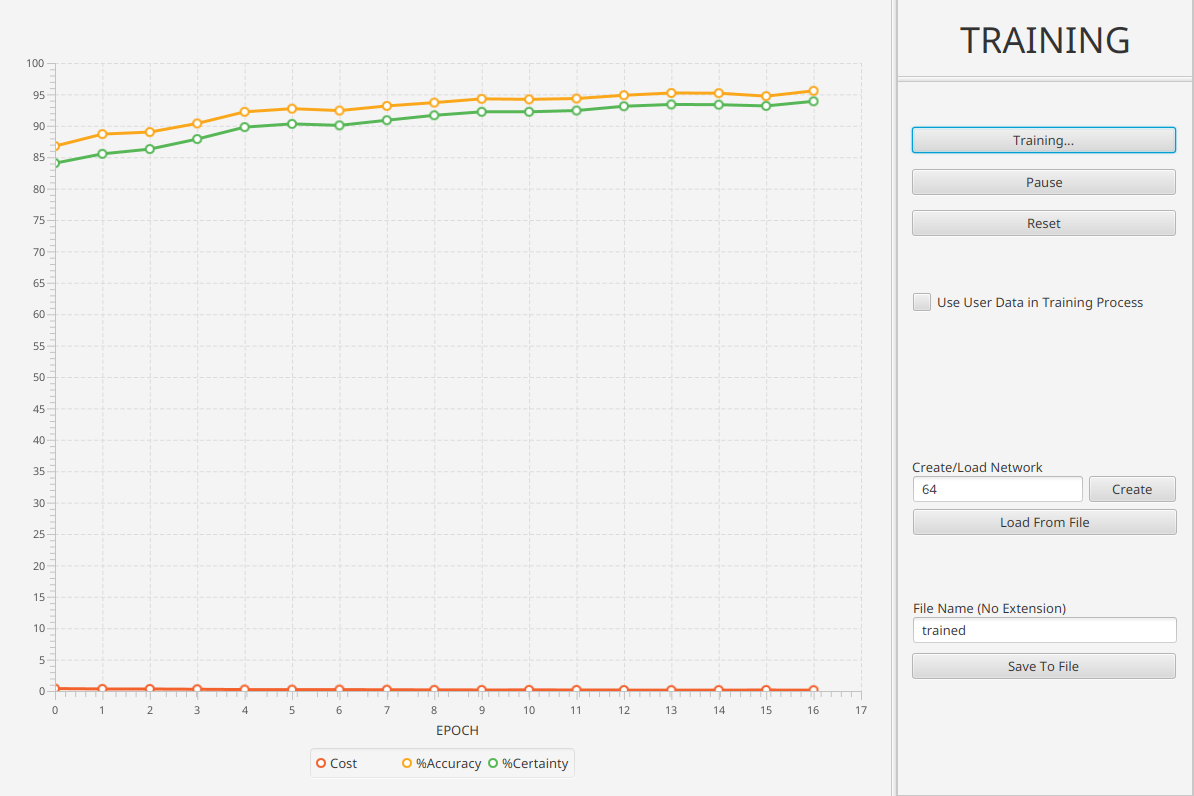 TRAINING
100
95
90
85
80
75
70
65
60
55
50
45
40
35
30
25
20
15
10
5
0
0 1 2 3 4 5 6 7 8 9 10 11 12 13 14 15 16 17
EPOCH
Cost %Accuracy %Certainty
Training...
Pause
Reset
Use User Data in Training Process
Create/Load Network
64 Create
Load From File
File Name (No Extension)
trained
Save To File